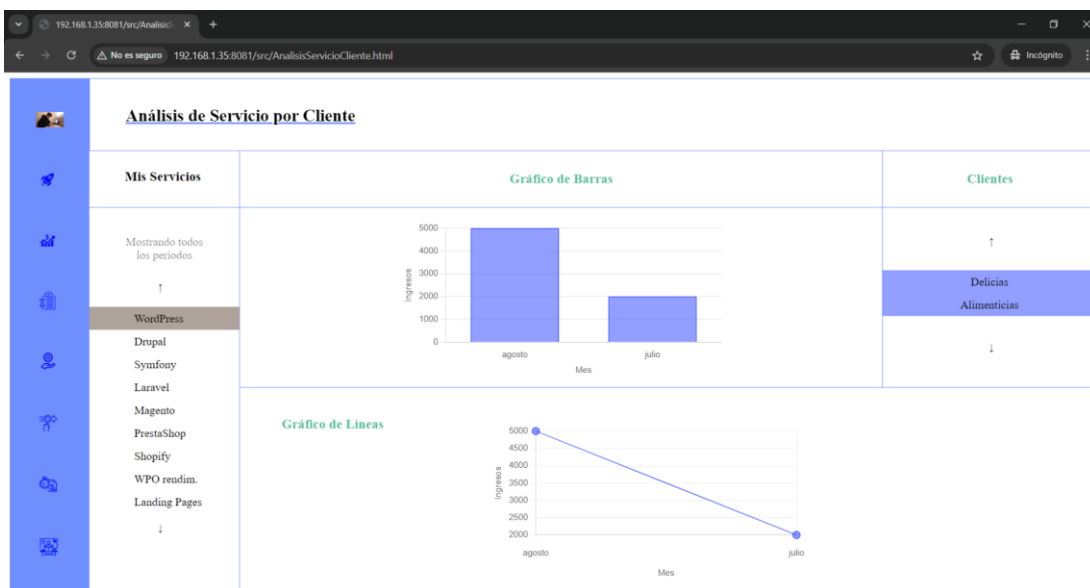 192.168.1.35:8081/src/AnalisisS
No es seguro 192.168.1.35:8081/src/AnalisisServicioCliente.html
Incógnito
Análisis de Servicio por Cliente
Mis Servicios
Mostrando todos
los periodos
↑
WordPress
Drupal
Symfony
Laravel
Magento
PrestaShop
Shopify
WPO rendim.
Landing Pages
↓
Gráfico de Barras
5000
4000
3000
2000
1000
0
Ingresos
agosto julio
Mes
Clientes
↑
Delicias
Alimenticias
↓
Gráfico de Lineas
5000
4500
4000
3500
3000
2500
2000
Ingresos
agosto julio
Mes